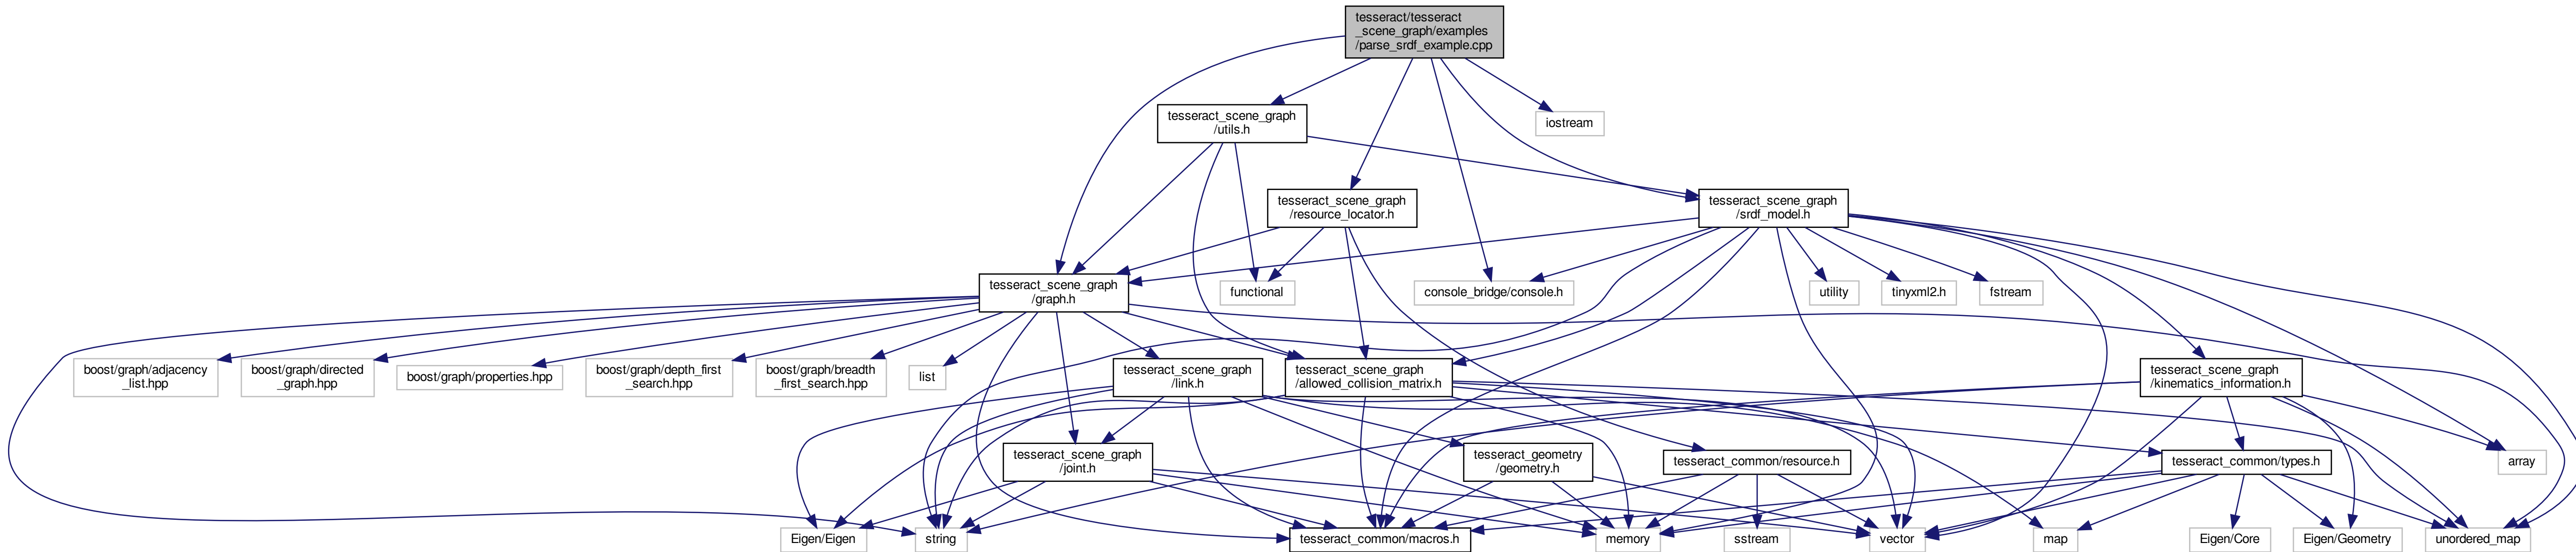 tesseract/tesseract
_scene_graph/examples
/parse_srdf_example.cpp
tesseract_scene_graph
/utils.h
iostream
tesseract_scene_graph
/resource_locator.h
tesseract_scene_graph
/srdf_model.h
tesseract_scene_graph
/graph.h
functional
console_bridge/console.h
utility
tinyxml2.h
fstream
boost/graph/adjacency
_list.hpp
boost/graph/directed
_graph.hpp
boost/graph/properties.hpp
boost/graph/depth_first
_search.hpp
boost/graph/breadth
_first_search.hpp
list
tesseract_scene_graph
/link.h
tesseract_scene_graph
/allowed_collision_matrix.h
tesseract_scene_graph
/kinematics_information.h
tesseract_scene_graph
/joint.h
tesseract_geometry
/geometry.h
tesseract_common/resource.h
tesseract_common/types.h
array
Eigen/Eigen
string
tesseract_common/macros.h
memory
sstream
vector
map
Eigen/Core
Eigen/Geometry
unordered_map